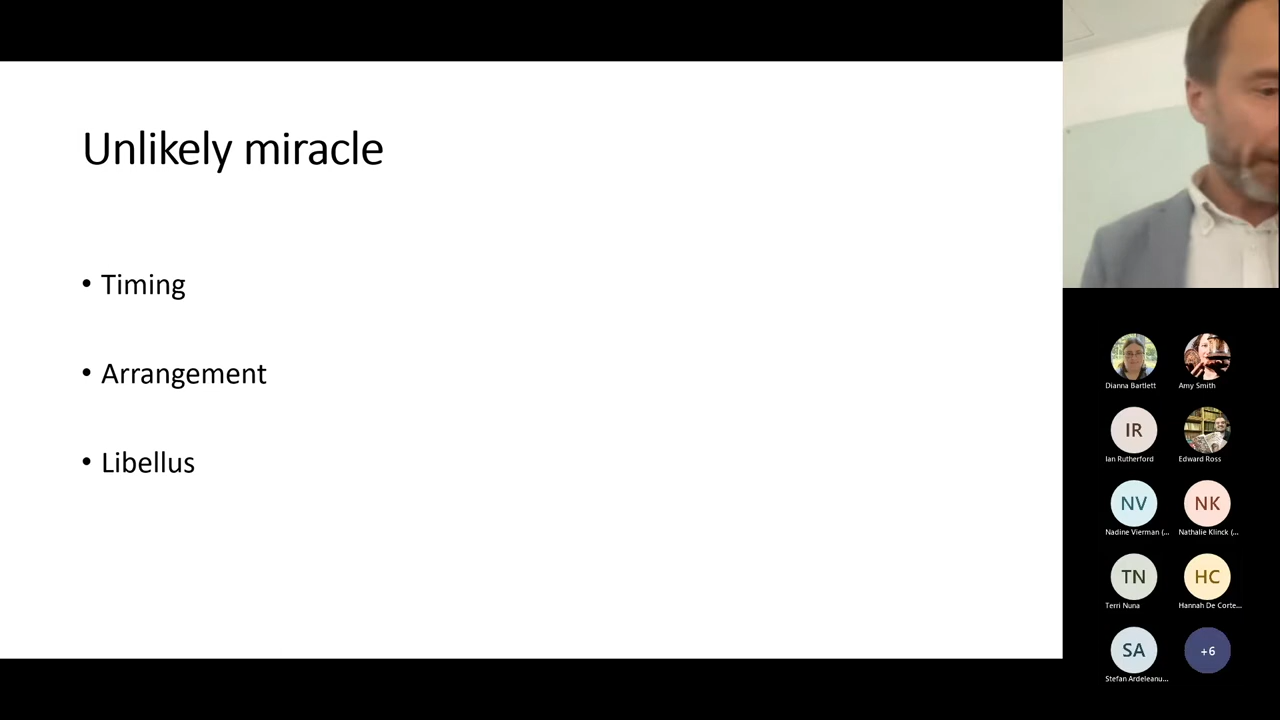 Unlikely miracle
• Timing
• Arrangement
• Libellus
Dianna Bartlett
Amy Smith
IR
Ian Rutherford
Edward Ross
NV
NK
Nadine Vierman (...
Nathalie Klinck (...
TN
HC
Terri Nuna
Hannah De Corte...
SA
+6
Stefan Ardeleanu...